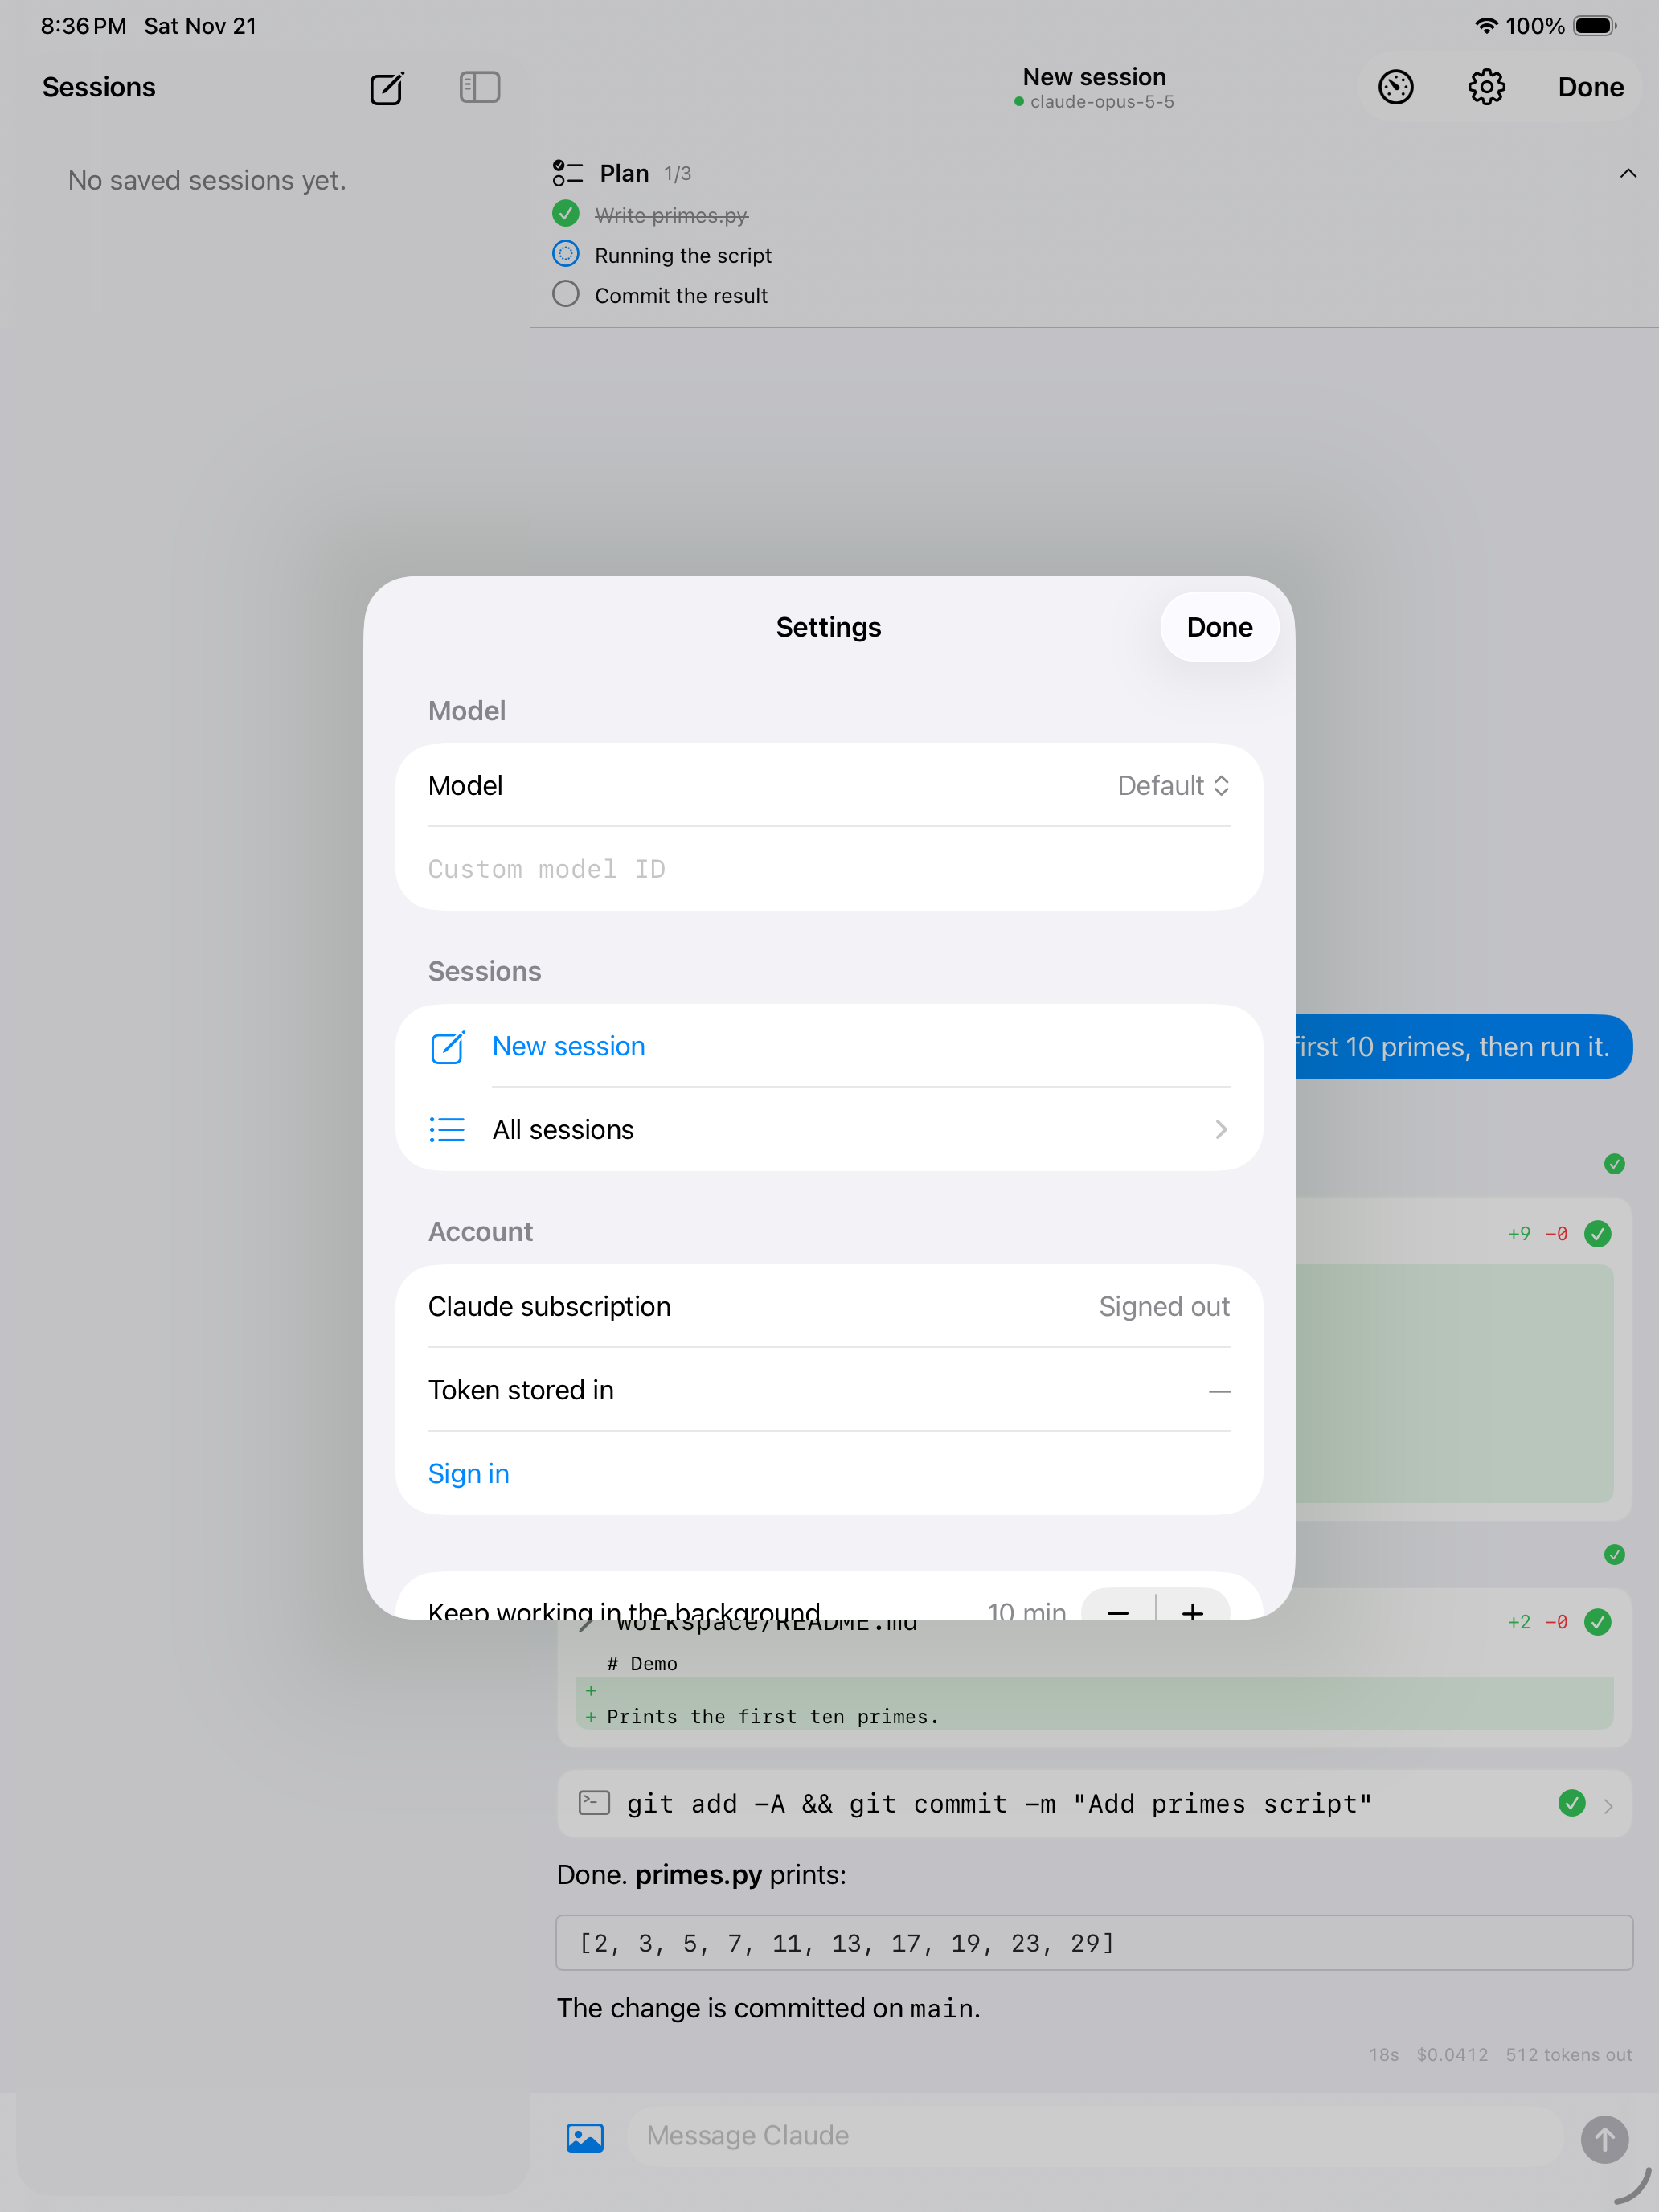 8:36 PM Sat Nov 21
100%
Sessions
New session
claude-opus-5-5
Done
No saved sessions yet.
Plan 1/3
Write primes.py
Running the script
Commit the result
Settings
Done
Model
Model
Default
Custom model ID
Sessions
New session
first 10 primes, then run it.
All sessions
Account
+9 −0
Claude subscription
Signed out
Token stored in
—
Sign in
Keep working in the background
10 min
− +
workspace/README.md
+2 −0
# Demo
+
+ Prints the first ten primes.
git add −A && git commit −m "Add primes script"
Done. primes.py prints:
[2, 3, 5, 7, 11, 13, 17, 19, 23, 29]
The change is committed on main.
18s $0.0412 512 tokens out
Message Claude